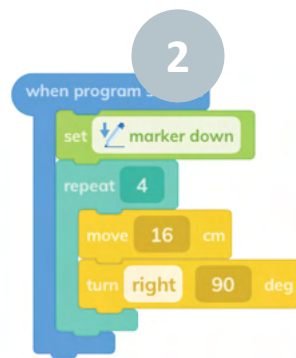 2
when program s
set marker down
repeat 4
move 16 cm
turn right 90 deg